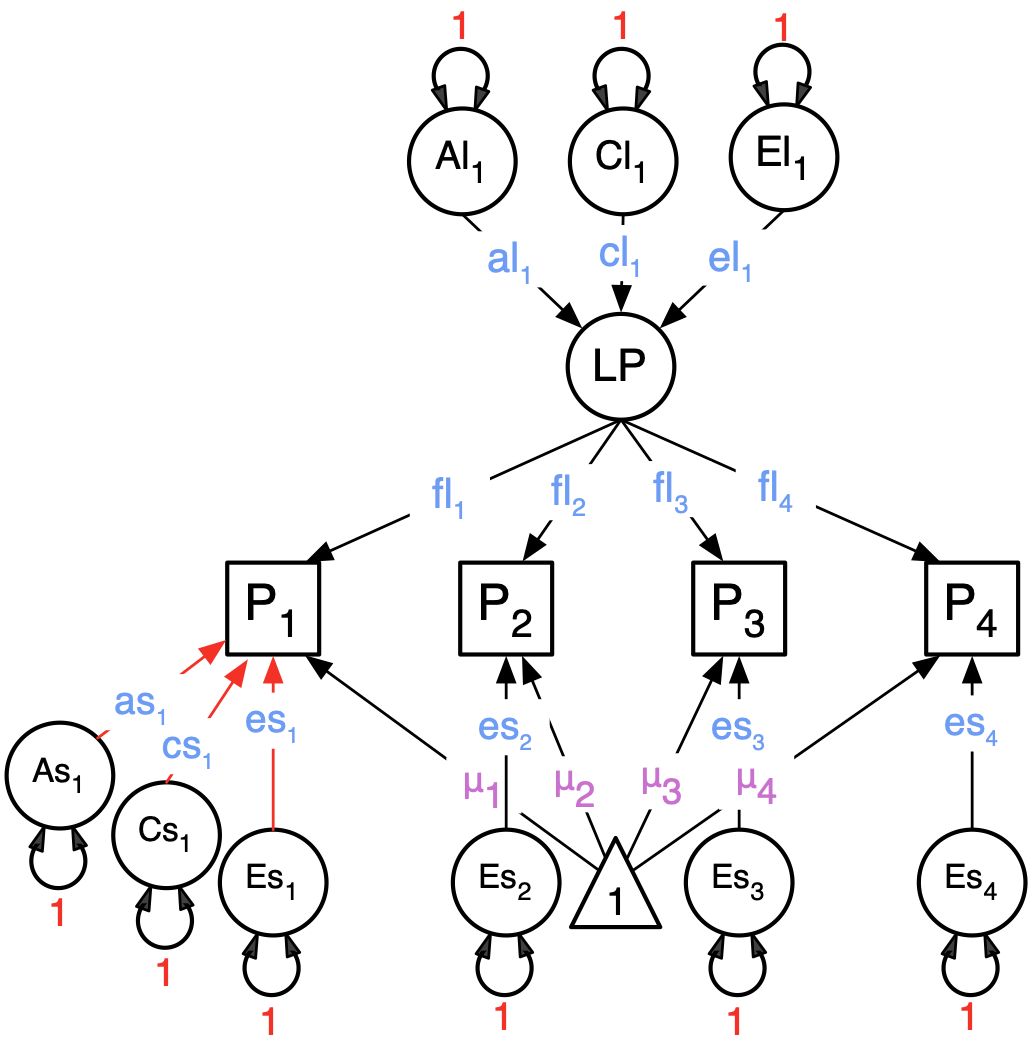 1 1 1
Al₁ Cl₁ El₁
al₁ cl₁ el₁
LP
fl₁ fl₂ fl₃ fl₄
P₁ P₂ P₃ P₄
as₁ cs₁ es₁ es₂ es₃ es₄
µ₁ µ₂ µ₃ µ₄
As₁ Cs₁ Es₁ Es₂ 1 Es₃ Es₄
1 1 1 1 1 1